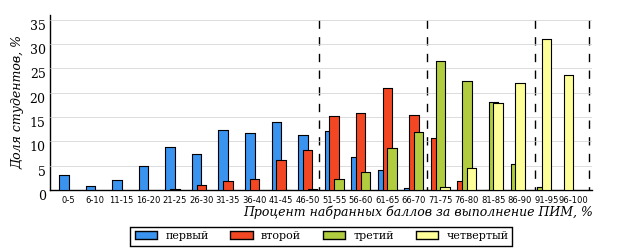 Доля студентов, %
35
30
25
20
15
10
5
0
0-5 6-10 11-15 16-20 21-25 26-30 31-35 36-40 41-45 46-50 51-55 56-60 61-65 66-70 71-75 76-80 81-85 86-90 91-95 96-100
Процент набранных баллов за выполнение ПИМ, %
первый второй третий четвертый